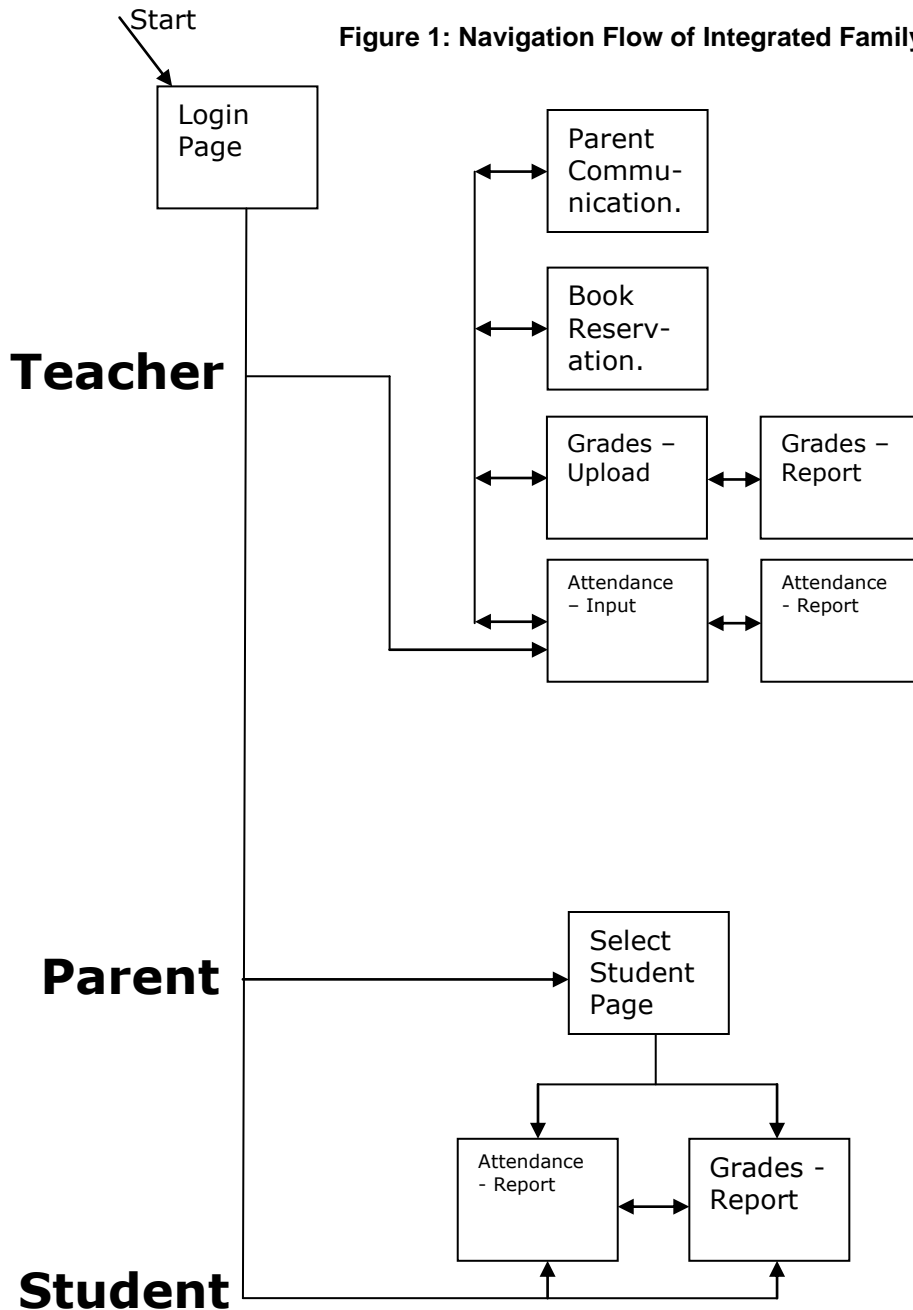 Start
Figure 1: Navigation Flow of Integrated Family
Login
Page
Parent
Commu-
nication.
Book
Reserv-
ation.
Teacher
Grades –
Upload
Grades –
Report
Attendance
– Input
Attendance
- Report
Parent
Select
Student
Page
Attendance
- Report
Grades -
Report
Student